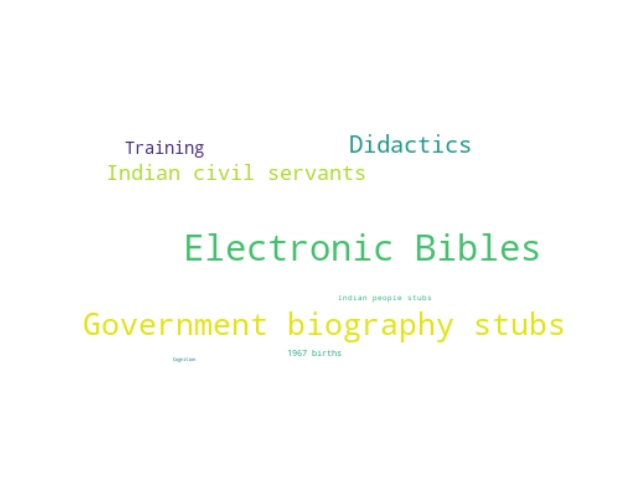 Training
Didactics
Indian civil servants
Electronic Bibles
Indian people stubs
Government biography stubs
1967 births
Cognition